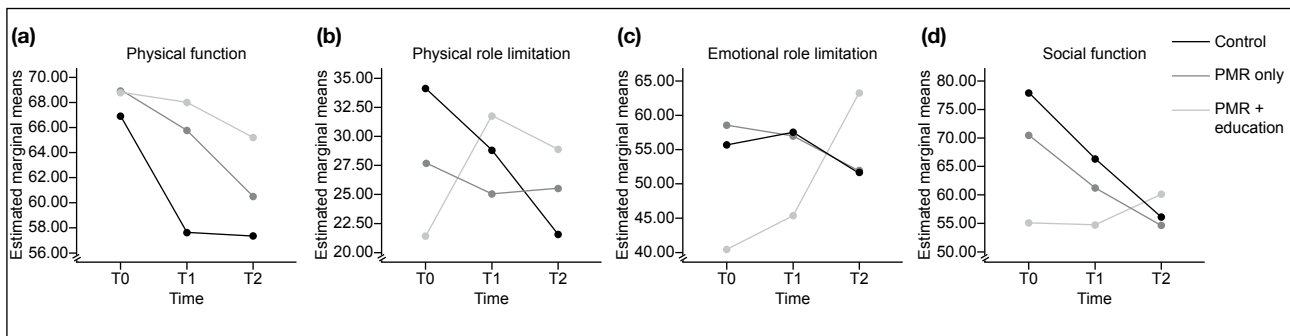 (a)
Physical function
Estimated marginal means
70.00
68.00
66.00
64.00
62.00
60.00
58.00
56.00
T0
T1
T2
Time
(b)
Physical role limitation
Estimated marginal means
35.00
32.50
30.00
27.50
25.00
22.50
20.00
T0
T1
T2
Time
(c)
Emotional role limitation
Estimated marginal means
65.00
60.00
55.00
50.00
45.00
40.00
T0
T1
T2
Time
(d)
Social function
Estimated marginal means
80.00
75.00
70.00
65.00
60.00
55.00
50.00
T0
T1
T2
Time
Control
PMR only
PMR +
education